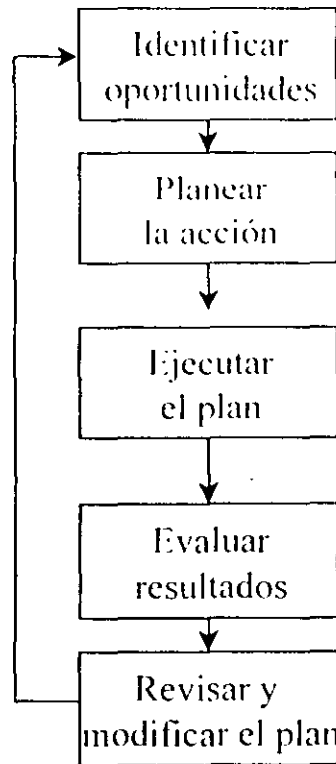 Identificar
oportunidades
Planear
la acción
Ejecutar
el plan
Evaluar
resultados
Revisar y
modificar el plan